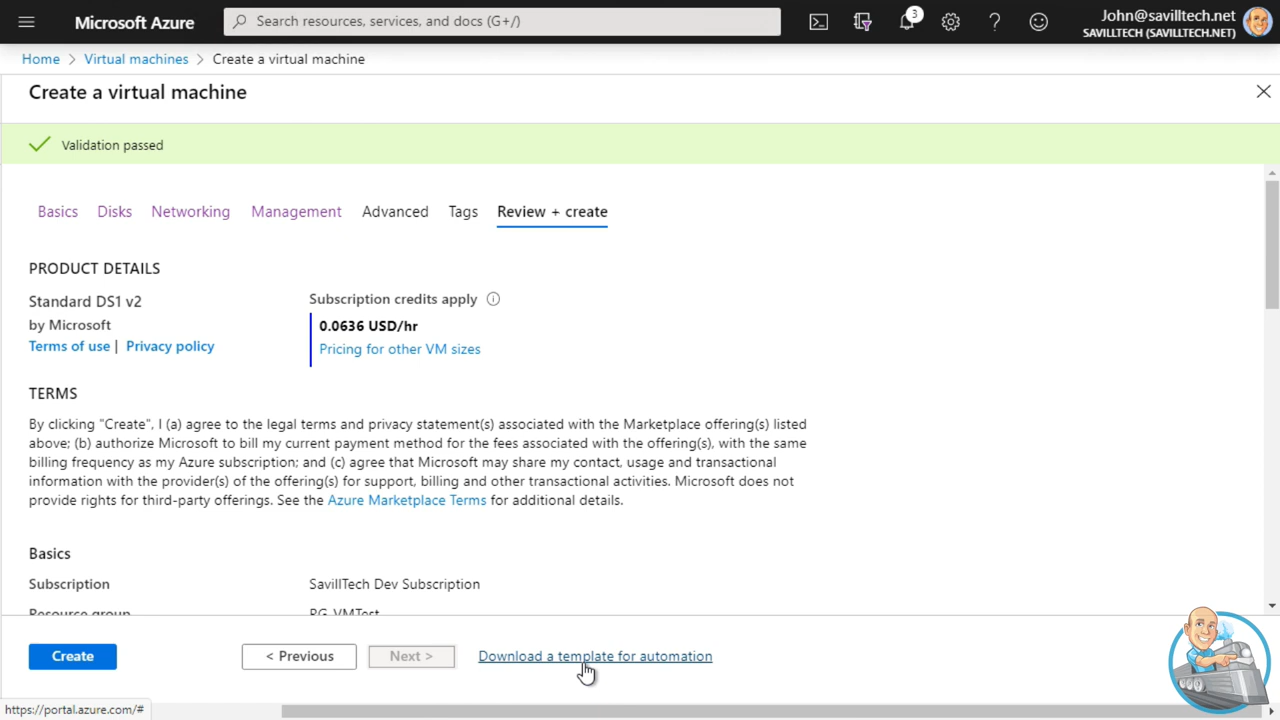 Microsoft Azure
Search resources, services, and docs (G+/)
3
John@savilltech.net
SAVILLTECH (SAVILLTECH.NET)
Home > Virtual machines > Create a virtual machine
Create a virtual machine
Validation passed
Basics Disks Networking Management Advanced Tags Review + create
PRODUCT DETAILS
Standard DS1 v2
by Microsoft
Terms of use | Privacy policy
Subscription credits apply
0.0636 USD/hr
Pricing for other VM sizes
TERMS
By clicking "Create", I (a) agree to the legal terms and privacy statement(s) associated with the Marketplace offering(s) listed
above; (b) authorize Microsoft to bill my current payment method for the fees associated with the offering(s), with the same
billing frequency as my Azure subscription; and (c) agree that Microsoft may share my contact, usage and transactional
information with the provider(s) of the offering(s) for support, billing and other transactional activities. Microsoft does not
provide rights for third-party offerings. See the Azure Marketplace Terms for additional details.
Basics
Subscription SavillTech Dev Subscription
Resource group RG-VMTest
Create < Previous Next > Download a template for automation
https://portal.azure.com/#